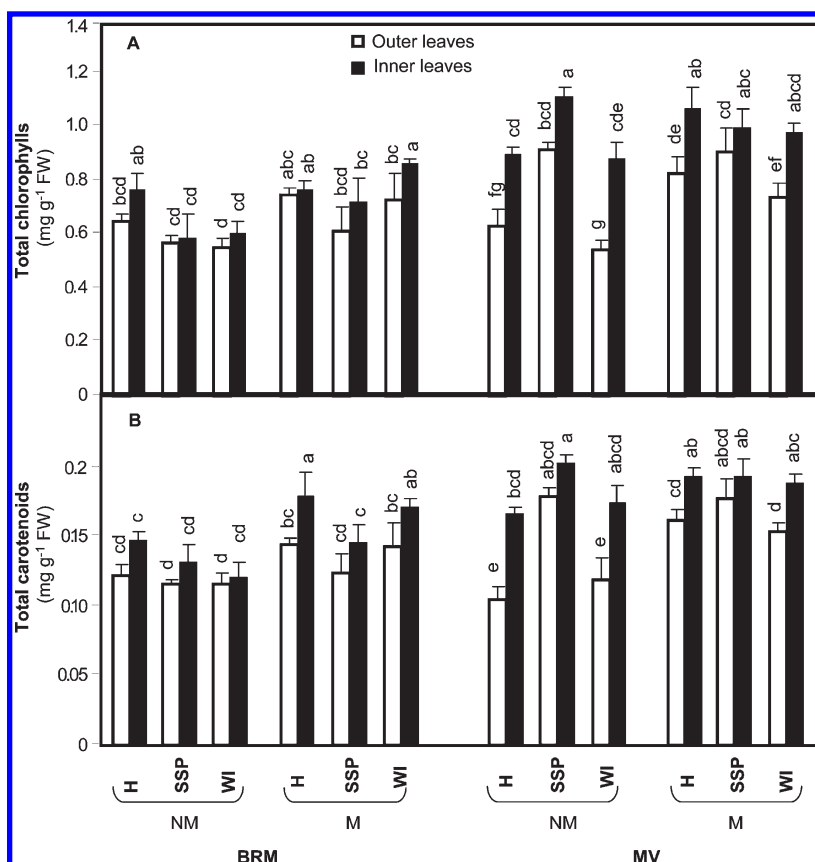 A
Outer leaves
Inner leaves
Total chlorophylls
(mg g-1 FW)
1.4
1.2
1.0
0.8
0.6
0.4
0.2
0
bcd ab cd cd d cd abc ab bcd bc bc a fg cd bcd a g cde de ab cd abc ef abcd
B
Total carotenoids
(mg g-1 FW)
0.2
0.15
0.10
0.05
0
cd c d cd d cd bc a cd c bc ab e bcd abcd a e abcd cd ab abcd ab d abc
H SSP WI H SSP WI H SSP WI H SSP WI
NM M NM M
BRM MV